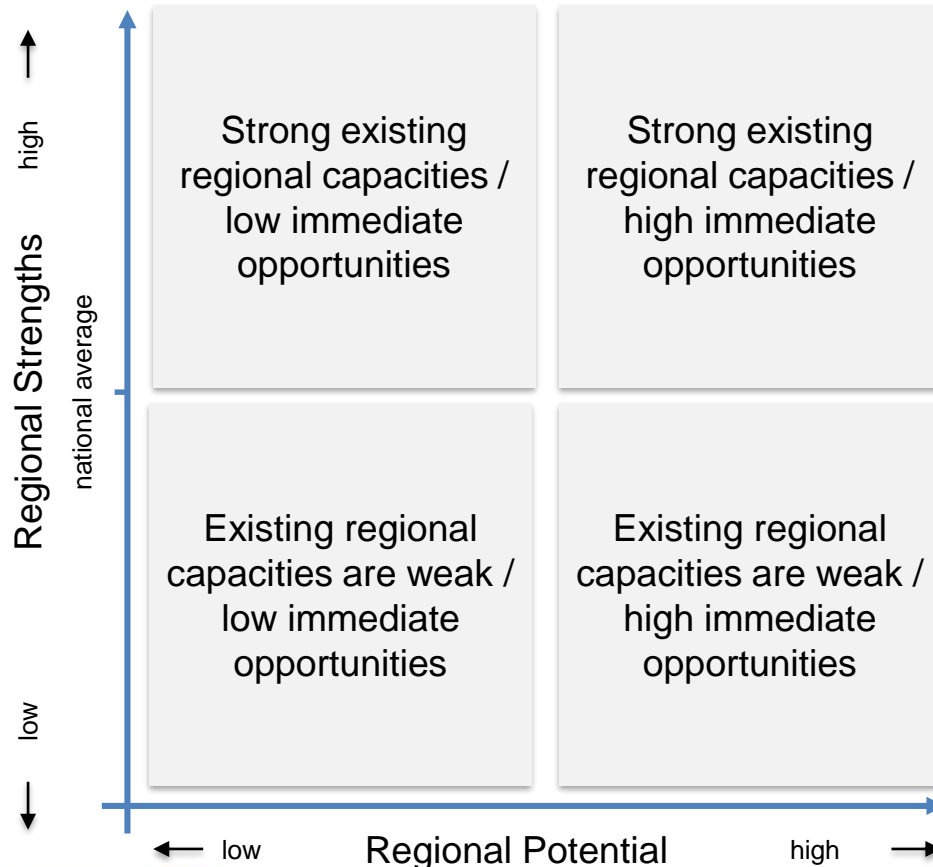 high
Regional Strengths
national average
low
Strong existing
regional capacities /
low immediate
opportunities
Strong existing
regional capacities /
high immediate
opportunities
Existing regional
capacities are weak /
low immediate
opportunities
Existing regional
capacities are weak /
high immediate
opportunities
low
Regional Potential
high